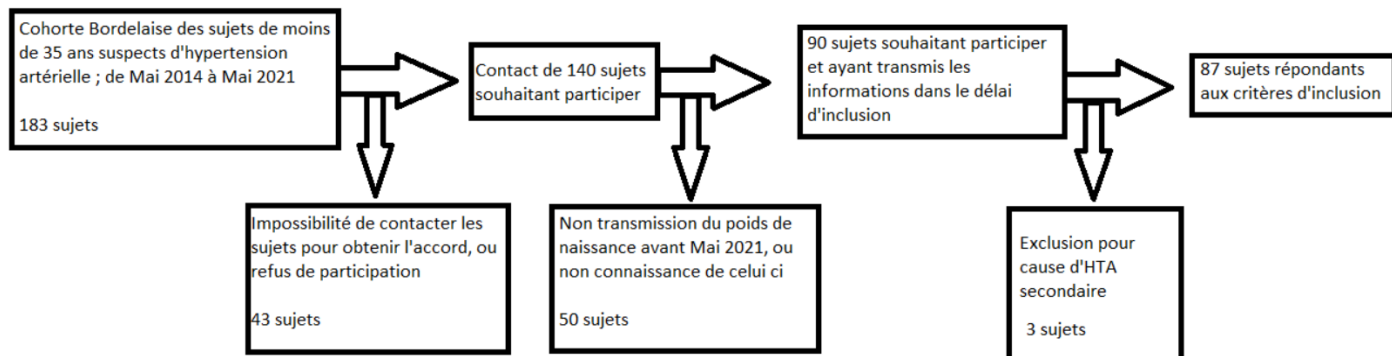 Cohorte Bordelaise des sujets de moins
de 35 ans suspects d'hypertension
artérielle ; de Mai 2014 à Mai 2021
183 sujets
Contact de 140 sujets
souhaitant participer
90 sujets souhaitant participer
et ayant transmis les
informations dans le délai
d'inclusion
87 sujets répondants
aux critères d'inclusion
Impossibilité de contacter les
sujets pour obtenir l'accord, ou
refus de participation
43 sujets
Non transmission du poids de
naissance avant Mai 2021, ou
non connaissance de celui ci
50 sujets
Exclusion pour
cause d'HTA
secondaire
3 sujets